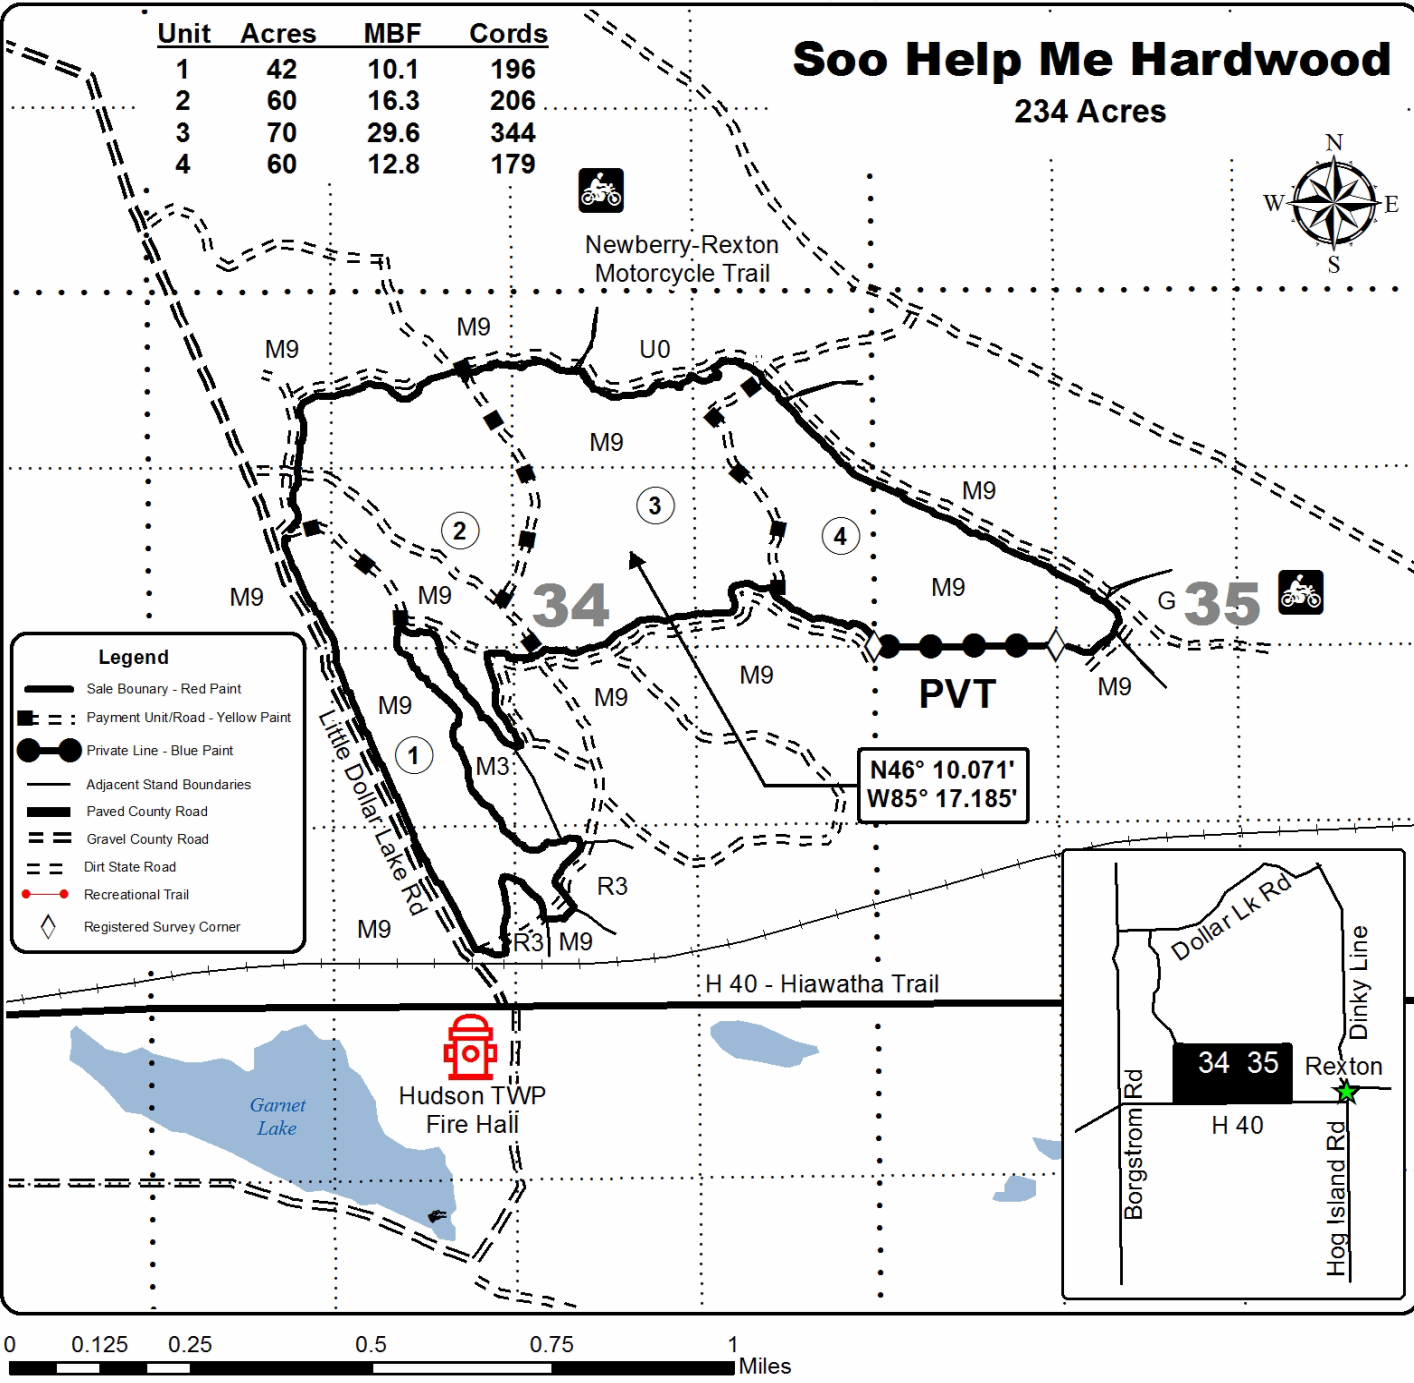 Unit Acres MBF Cords
1 42 10.1 196
2 60 16.3 206
3 70 29.6 344
4 60 12.8 179
Soo Help Me Hardwood
234 Acres
N
W E
S
Newberry-Rexton
Motorcycle Trail
M9
M9
U0
M9
M9
3
2
4
M9
M9
M9
34
G
35
Legend
Sale Bounary - Red Paint
Payment Unit/Road - Yellow Paint
Private Line - Blue Paint
Adjacent Stand Boundaries
Paved County Road
Gravel County Road
Dirt State Road
Recreational Trail
Registered Survey Corner
M9
M9
M9
M9
PVT
1
M3
Little Dollar Lake Rd
N46° 10.071'
W85° 17.185'
R3
M9
R3
M9
H 40 - Hiawatha Trail
Hudson TWP
Fire Hall
Garnet
Lake
Dollar Lk Rd
Dinky Line
34 35
Rexton
H 40
Borgstrom Rd
Hog Island Rd
0 0.125 0.25 0.5 0.75 1
Miles